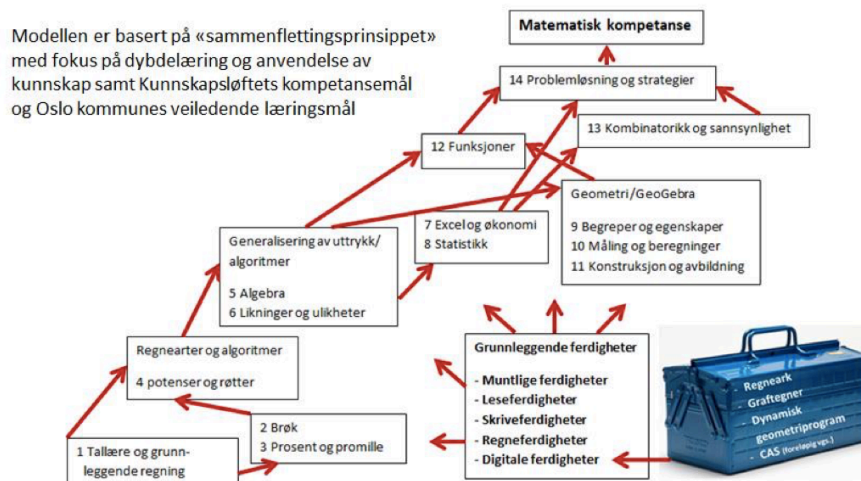 Modellen er basert på «sammenflettingsprinsippet»
med fokus på dybdelæring og anvendelse av
kunnskap samt Kunnskapsløftets kompetansemål
og Oslo kommunes veiledende læringsmål
Matematisk kompetanse
14 Problemløsning og strategier
13 Kombinatorikk og sannsynlighet
12 Funksjoner
Geometri/GeoGebra
9 Begreper og egenskaper
10 Måling og beregninger
11 Konstruksjon og avbildning
7 Excel og økonomi
8 Statistikk
Generalisering av uttrykk/
algoritmer
5 Algebra
6 Likninger og ulikheter
Regnearter og algoritmer
4 potenser og røtter
2 Brøk
3 Prosent og promille
1 Tallære og grunn-
leggende regning
Grunnleggende ferdigheter
- Muntlige ferdigheter
- Leseferdigheter
- Skriveferdigheter
- Regneferdigheter
- Digitale ferdigheter
Regneark
Graftegner
Dynamisk
geometriprogram
- CAS (foreløpig vgs.)